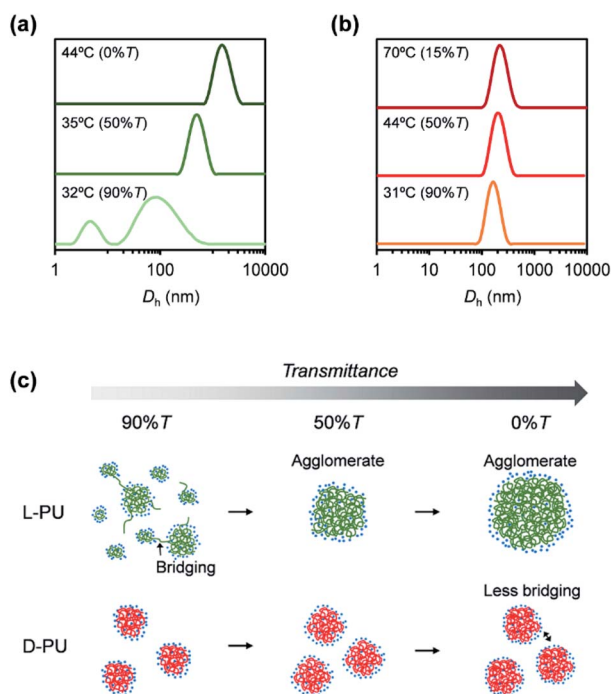 (a)
44ºC (0%T)
35ºC (50%T)
32ºC (90%T)
1 100 10000
Dh (nm)
(b)
70ºC (15%T)
44ºC (50%T)
31ºC (90%T)
1 10 100 1000 10000
Dh (nm)
(c)
Transmittance
90%T 50%T 0%T
Agglomerate Agglomerate
L-PU
Bridging
Less bridging
D-PU